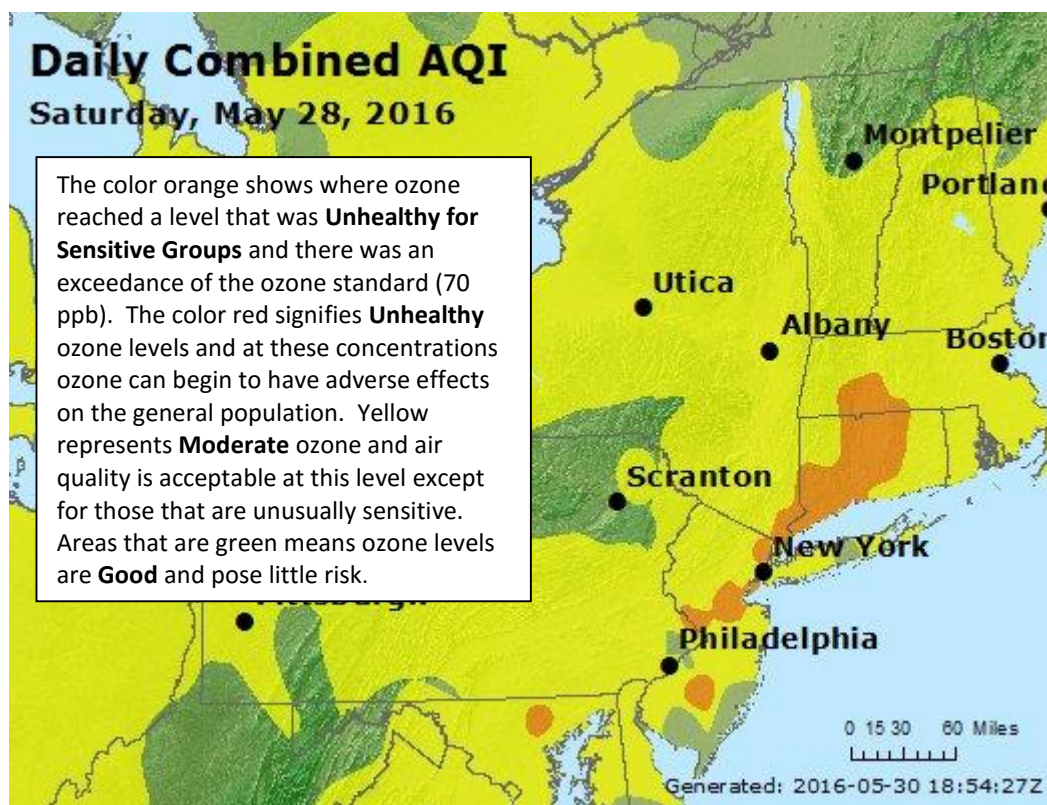 Daily Combined AQI
Saturday, May 28, 2016
The color orange shows where ozone
reached a level that was Unhealthy for
Sensitive Groups and there was an
exceedance of the ozone standard (70
ppb). The color red signifies Unhealthy
ozone levels and at these concentrations
ozone can begin to have adverse effects
on the general population. Yellow
represents Moderate ozone and air
quality is acceptable at this level except
for those that are unusually sensitive.
Areas that are green means ozone levels
are Good and pose little risk.
Montpelier
Portland
Utica
Albany
Boston
Scranton
New York
Pittsburgh
Philadelphia
0 15 30 60 Miles
Generated: 2016-05-30 18:54:27Z